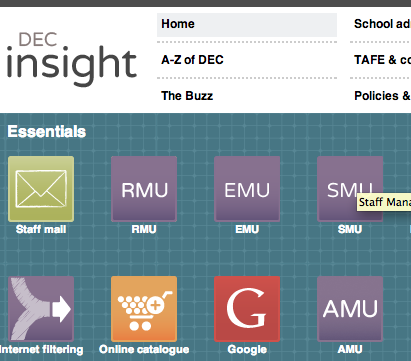 DEC
insight
Home
School ad
A-Z of DEC
TAFE & co
The Buzz
Policies &
Essentials
RMU
EMU
SMU
Staff Mana
Staff mail
RMU
EMU
SMU
G
AMU
Internet filtering
Online catalogue
Google
AMU